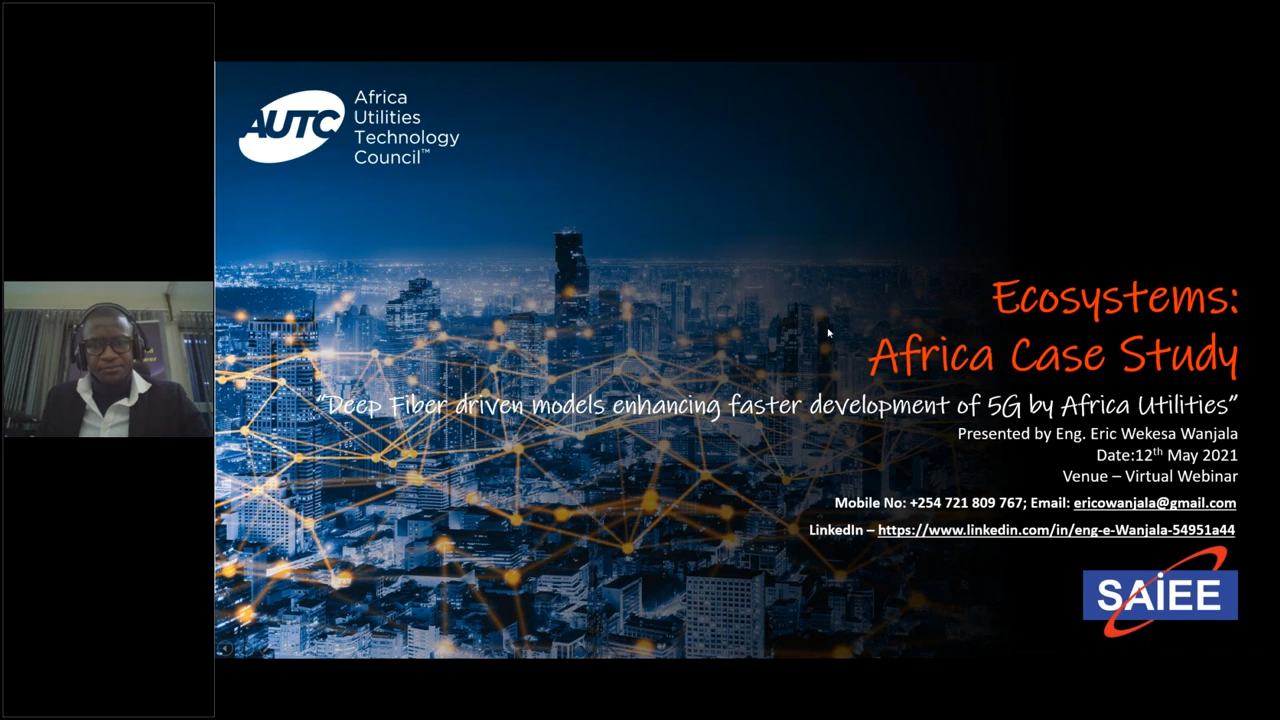 AUTC
Africa
Utilities
Technology
Council™
Ecosystems:
Africa Case Study
“Deep Fiber driven models enhancing faster development of 5G by Africa Utilities”
Presented by Eng. Eric Wekesa Wanjala
Date:12th May 2021
Venue – Virtual Webinar
Mobile No: +254 721 809 767; Email: ericowanjala@gmail.com
LinkedIn – https://www.linkedin.com/in/eng-e-Wanjala-54951a44
SAiEE